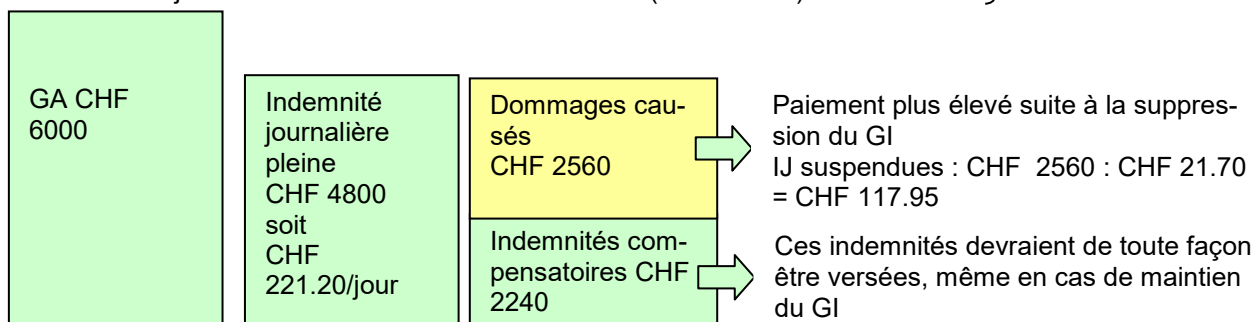 GA CHF
6000
Indemnité
journalière
pleine
CHF 4800
soit
CHF
221.20/jour
Dommages cau-
sés
CHF 2560
Indemnités com-
pensatoires CHF
2240
Paiement plus élevé suite à la suppres-
sion du GI
IJ suspendues : CHF  2560 : CHF 21.70
= CHF 117.95
Ces indemnités devraient de toute façon
être versées, même en cas de maintien
du GI